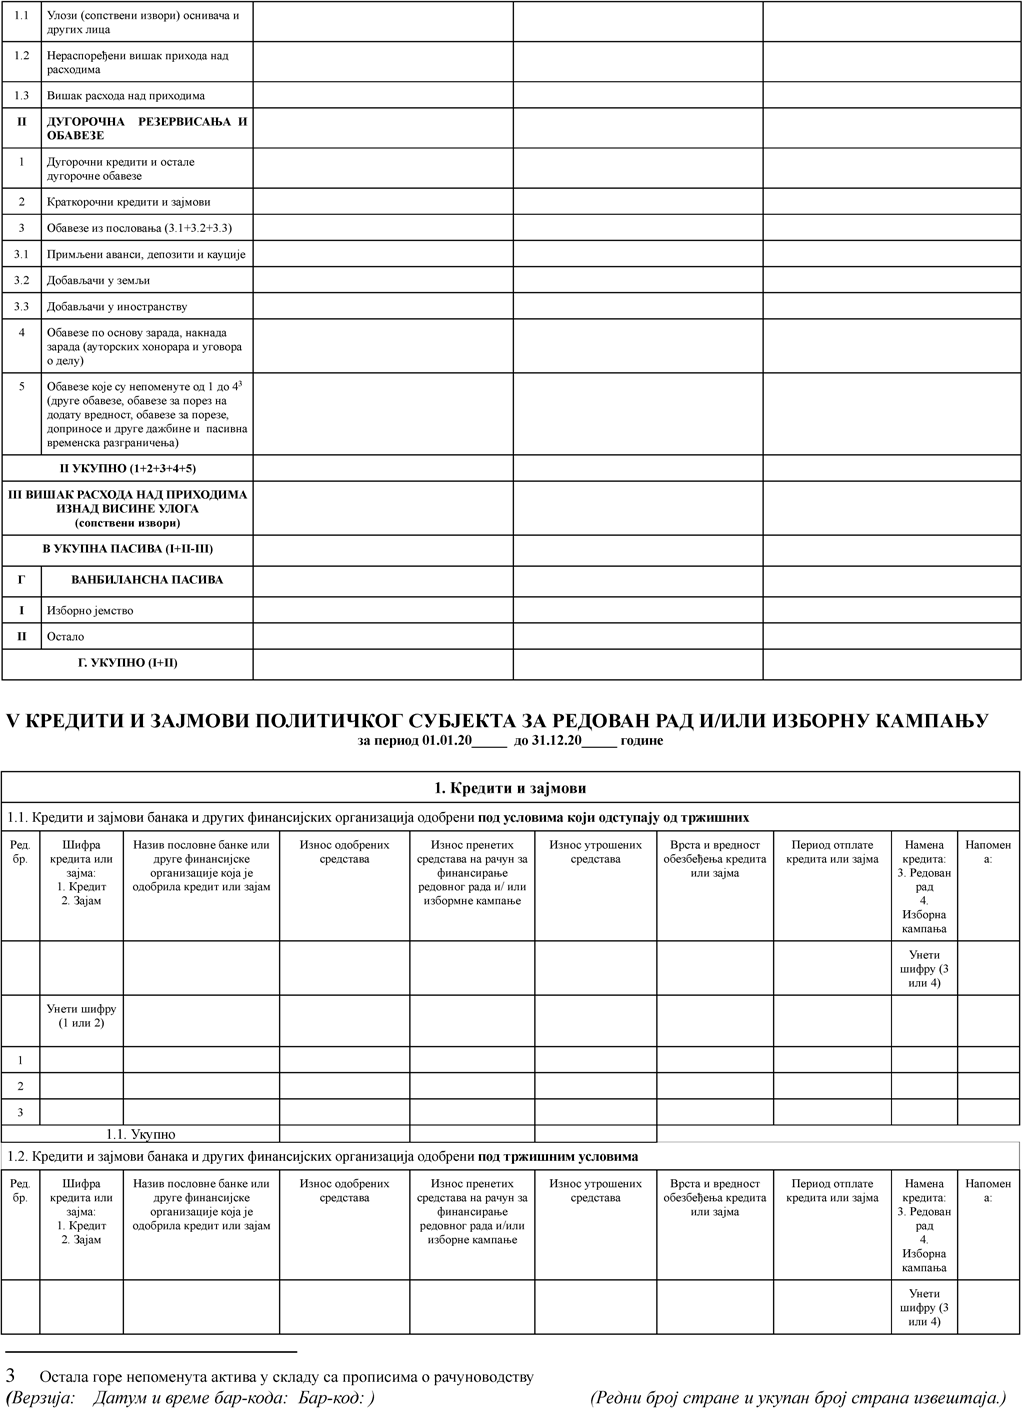 1.1 Улози (сопствени извори) оснивача и
других лица
1.2 Нераспоређени вишак прихода над
расходима
1.3 Вишак расхода над приходима
II ДУГОРОЧНА РЕЗЕРВИСАЊА И
ОБАВЕЗЕ
1 Дугорочни кредити и остале
дугорочне обавезе
2 Краткорочни кредити и зајмови
3 Обавезе из пословања (3.1+3.2+3.3)
3.1 Примљени аванси, депозити и кауције
3.2 Добављачи у земљи
3.3 Добављачи у иностранству
4 Обавезе по основу зарада, накнада
зарада (ауторских хонорара и уговора
о делу)
5 Обавезе које су непоменуте од 1 до 4³
(друге обавезе, обавезе за порез на
додату вредност, обавезе за порезе,
доприносе и друге дажбине и пасивна
временска разграничења)
II УКУПНО (1+2+3+4+5)
III ВИШАК РАСХОДА НАД ПРИХОДИМА
ИЗНАД ВИСИНЕ УЛОГА
(сопствени извори)
В УКУПНА ПАСИВА (I+II-III)
Г ВАНБИЛАНСНА ПАСИВА
I Изборно јемство
II Остало
Г. УКУПНО (I+II)
V КРЕДИТИ И ЗАЈМОВИ ПОЛИТИЧКОГ СУБЈЕКТА ЗА РЕДОВАН РАД И/ИЛИ ИЗБОРНУ КАМПАЊУ
за период 01.01.20_____ до 31.12.20_____ године
1. Кредити и зајмови
1.1. Кредити и зајмови банака и других финансијских организација одобрени под условима који одступају од тржишних
Ред.
бр.
Шифра
кредита или
зајма:
1. Кредит
2. Зајам
Назив пословне банке или
друге финансијске
организације која је
одобрила кредит или зајам
Износ одобрених
средстава
Износ пренетих
средстава на рачун за
финансирање
редовног рада и/ или
избормне кампање
Износ утрошених
средстава
Врста и вредност
обезбеђења кредита
или зајма
Период отплате
кредита или зајма
Намена
кредита:
3. Редован
рад
4.
Изборна
кампања
Напомен
а:
Унети
шифру (3
или 4)
Унети шифру
(1 или 2)
1
2
3
1.1. Укупно
1.2. Кредити и зајмови банака и других финансијских организација одобрени под тржишним условима
Ред.
бр.
Шифра
кредита или
зајма:
1. Кредит
2. Зајам
Назив пословне банке или
друге финансијске
организације која је
одобрила кредит или зајам
Износ одобрених
средстава
Износ пренетих
средстава на рачун за
финансирање
редовног рада и/или
изборне кампање
Износ утрошених
средстава
Врста и вредност
обезбеђења кредита
или зајма
Период отплате
кредита или зајма
Намена
кредита:
3. Редован
рад
4.
Изборна
кампања
Напомен
а:
Унети
шифру (3
или 4)
3 Остала горе непоменута актива у складу са прописима о рачуноводству
(Верзија: Датум и време бар-кода: Бар-код: ) (Редни број стране и укупан број страна извештаја.)